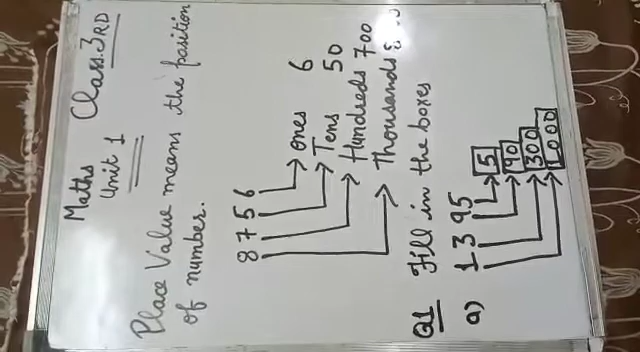 Maths Class. 3RD
Unit 1
Place Value means the position
of number.
8 7 5 6
Ones 6
Tens 50
Hundreds 700
Thousands
Q1 Fill in the boxes
a) 1 3 9 5
5
90
300
1000